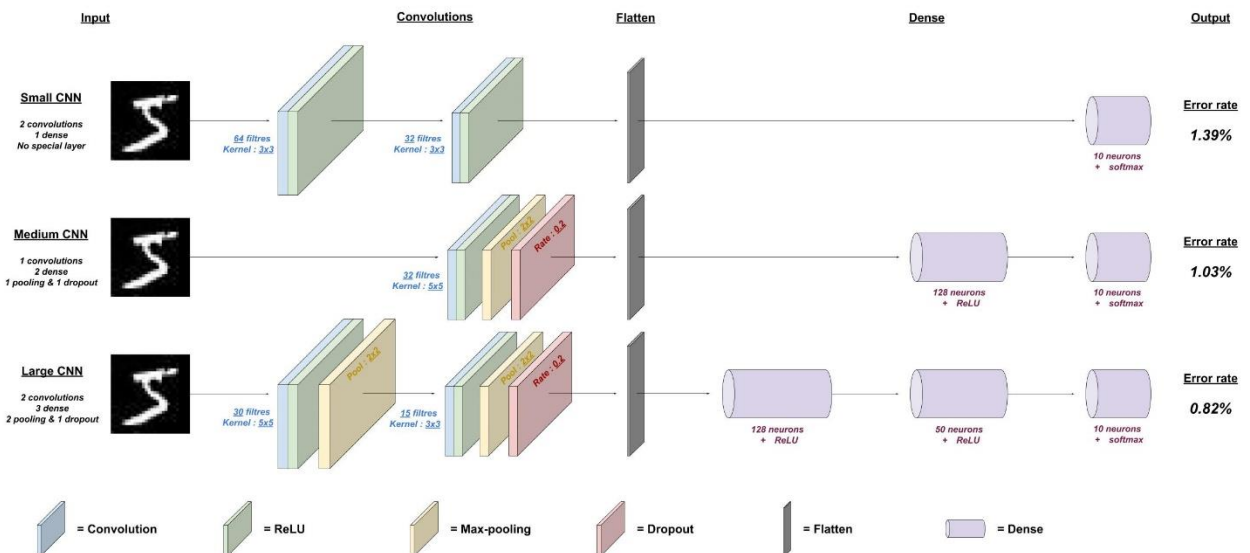 Input
Convolutions
Flatten
Dense
Output
Small CNN
2 convolutions
1 dense
No special layer
64 filtres
Kernel : 3x3
32 filtres
Kernel : 3x3
10 neurons
+ softmax
Error rate
1.39%
Medium CNN
1 convolutions
2 dense
1 pooling & 1 dropout
32 filtres
Kernel : 5x5
Pool : 2x2
Rate : 0.2
128 neurons
+ ReLU
10 neurons
+ softmax
Error rate
1.03%
Large CNN
2 convolutions
3 dense
2 pooling & 1 dropout
30 filtres
Kernel : 5x5
Pool : 2x2
15 filtres
Kernel : 3x3
Pool : 2x2
Rate : 0.2
128 neurons
+ ReLU
50 neurons
+ ReLU
10 neurons
+ softmax
Error rate
0.82%
= Convolution
= ReLU
= Max-pooling
= Dropout
= Flatten
= Dense